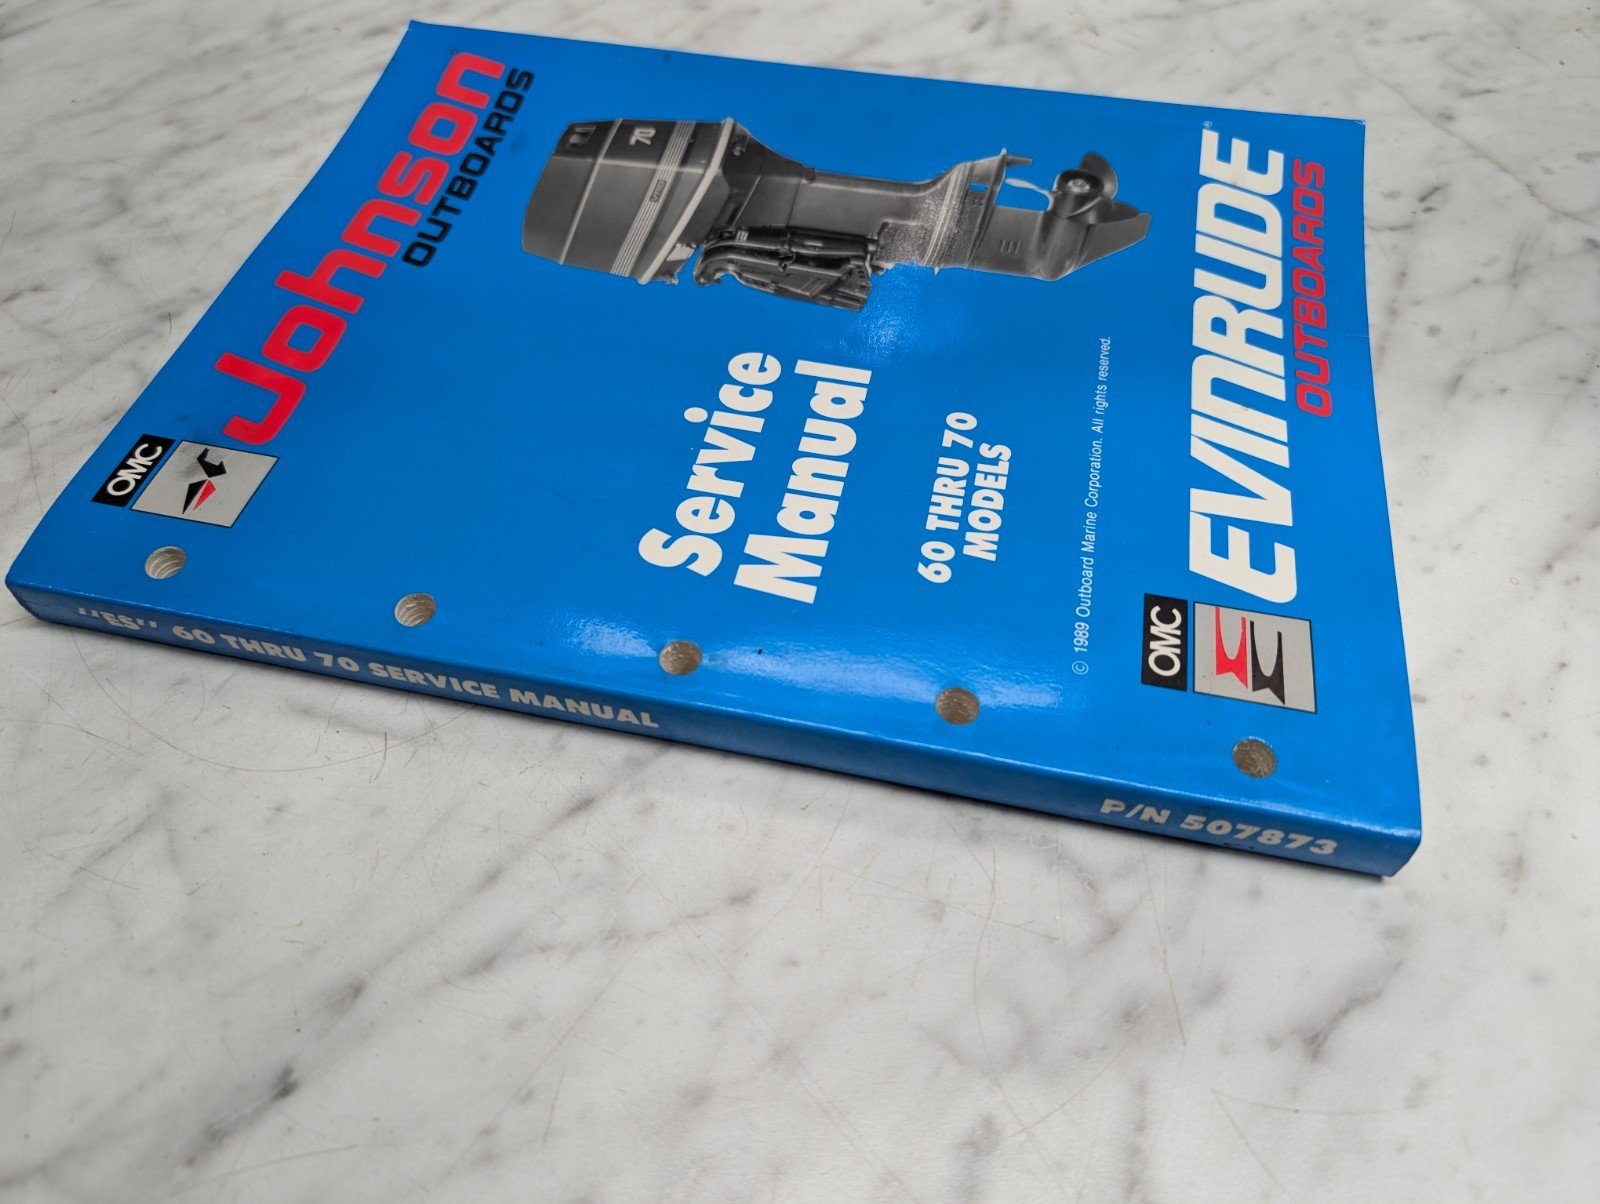 OMC
Johnson
OUTBOARDS
70
Service
Manual
60 THRU 70
MODELS
© 1989 Outboard Marine Corporation. All rights reserved.
OMC
EVINRUDE®
OUTBOARDS
"ES" 60 THRU 70 SERVICE MANUAL
P/N 507873